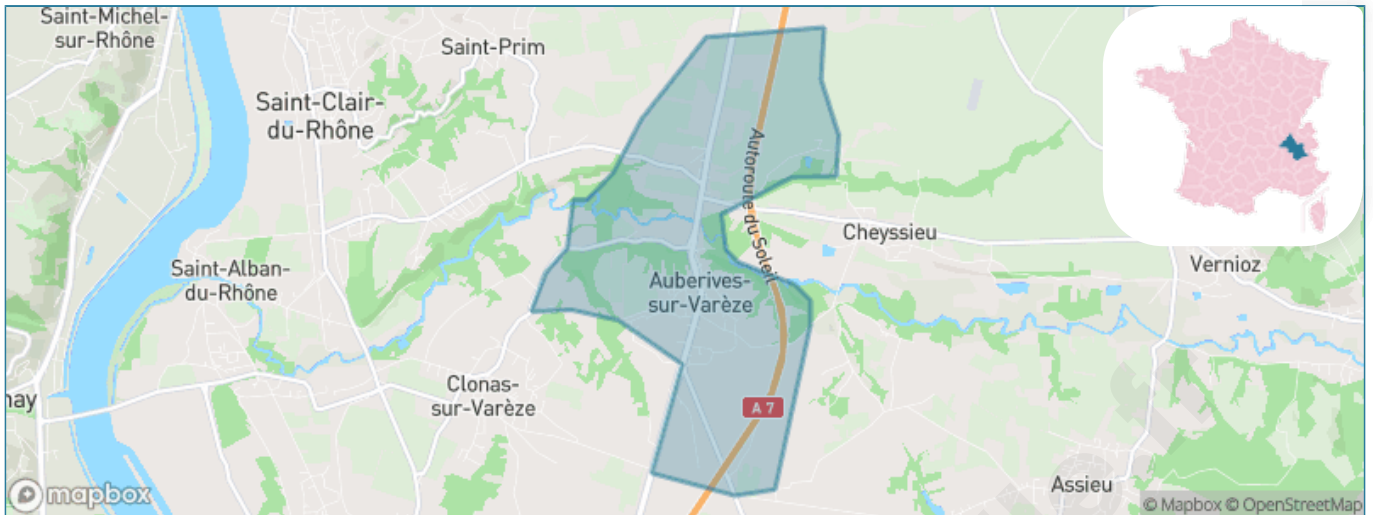 Saint-Michel-
sur-Rhône
Saint-Prim
Saint-Clair-
du-Rhône
Autoroute du Soleil
Cheyssieu
Vernioz
Saint-Alban-
du-Rhône
Auberives-
sur-Varèze
Clonas-
sur-Varèze
nay
A 7
Assieu
mapbox
© Mapbox © OpenStreetMap